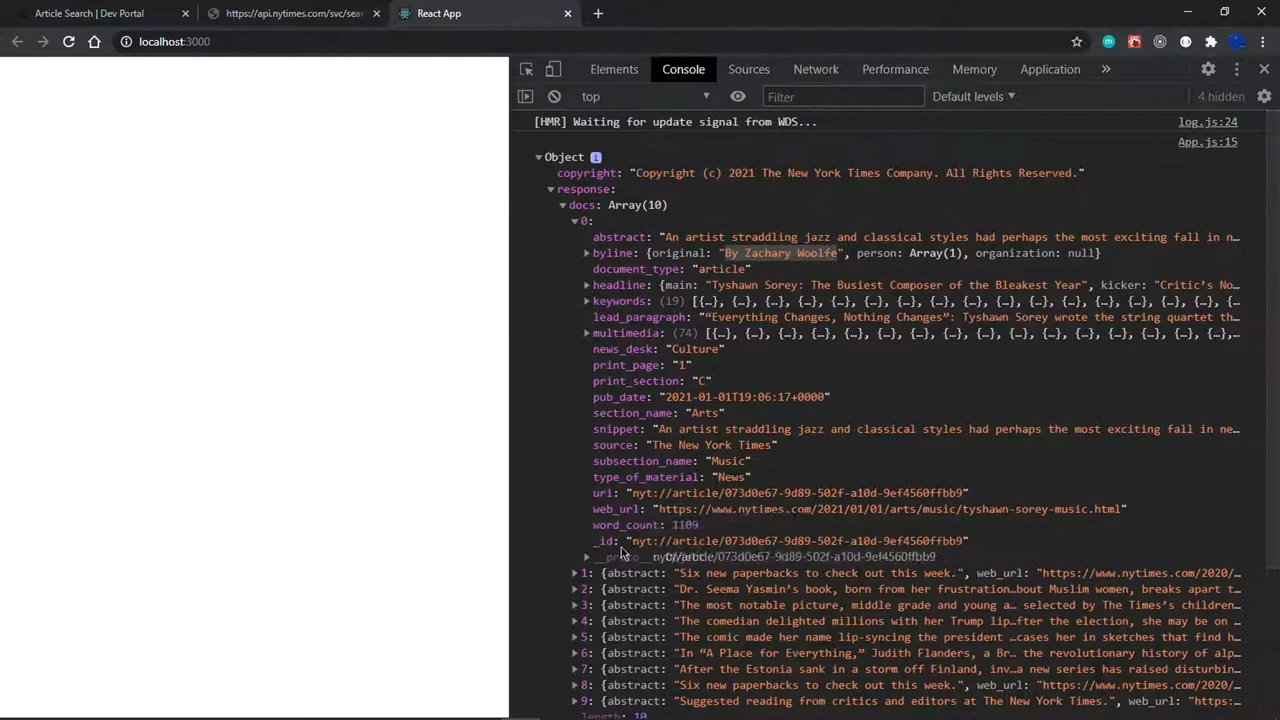 Article Search | Dev Portal
https://api.nytimes.com/svc/sear
React App
localhost:3000
Elements Console Sources Network Performance Memory Application
top Filter Default levels 4 hidden
[HMR] Waiting for update signal from WDS... log.js:24
App.js:15
Object i
copyright: "Copyright (c) 2021 The New York Times Company. All Rights Reserved."
response:
docs: Array(10)
0:
abstract: "An artist straddling jazz and classical styles had perhaps the most exciting fall in n…
byline: {original: "By Zachary Woolfe", person: Array(1), organization: null}
document_type: "article"
headline: {main: "Tyshawn Sorey: The Busiest Composer of the Bleakest Year", kicker: "Critic's No…
keywords: (19) [{…}, {…}, {…}, {…}, {…}, {…}, {…}, {…}, {…}, {…}, {…}, {…}, {…}, {…}, {…}, {…}, {…}, {…}, …
lead_paragraph: "“Everything Changes, Nothing Changes”: Tyshawn Sorey wrote the string quartet th…
multimedia: (74) [{…}, {…}, {…}, {…}, {…}, {…}, {…}, {…}, {…}, {…}, {…}, {…}, {…}, {…}, {…}, {…}, {…}, {…},…
news_desk: "Culture"
print_page: "1"
print_section: "C"
pub_date: "2021-01-01T19:06:17+0000"
section_name: "Arts"
snippet: "An artist straddling jazz and classical styles had perhaps the most exciting fall in ne…
source: "The New York Times"
subsection_name: "Music"
type_of_material: "News"
uri: "nyt://article/073d0e67-9d89-502f-a10d-9ef4560ffbb9"
web_url: "https://www.nytimes.com/2021/01/01/arts/music/tyshawn-sorey-music.html"
word_count: 1109
_id: "nyt://article/073d0e67-9d89-502f-a10d-9ef4560ffbb9"
__proto__ nyt://article/073d0e67-9d89-502f-a10d-9ef4560ffbb9
1: {abstract: "Six new paperbacks to check out this week.", web_url: "https://www.nytimes.com/2020/…
2: {abstract: "Dr. Seema Yasmin’s book, born from her frustration…bout Muslim women, breaks apart t…
3: {abstract: "The most notable picture, middle grade and young a… selected by The Times’s children…
4: {abstract: "The comedian delighted millions with her Trump lip…fter the election, she may be on …
5: {abstract: "The comic made her name lip-syncing the president …cases her in sketches that find h…
6: {abstract: "In “A Place for Everything,” Judith Flanders, a Br… the revolutionary history of alp…
7: {abstract: "After the Estonia sank in a storm off Finland, inv…a new series has raised disturbin…
8: {abstract: "Six new paperbacks to check out this week.", web_url: "https://www.nytimes.com/2020/…
9: {abstract: "Suggested reading from critics and editors at The New York Times.", web_url: "https:/…
length: 10